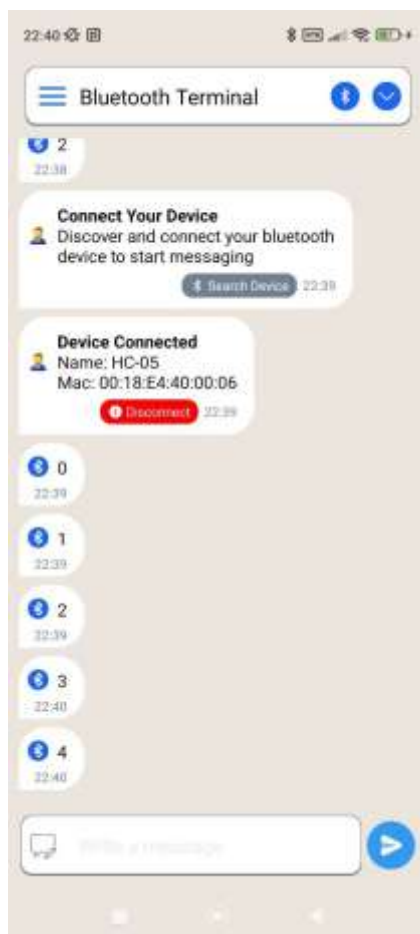 22:40
Bluetooth Terminal
2
22:38
Connect Your Device
Discover and connect your bluetooth
device to start messaging
Search Device 22:39
Device Connected
Name: HC-05
Mac: 00:18:E4:40:00:06
Disconnect 22:39
0
22:39
1
22:39
2
22:39
3
22:40
4
22:40
Write a message